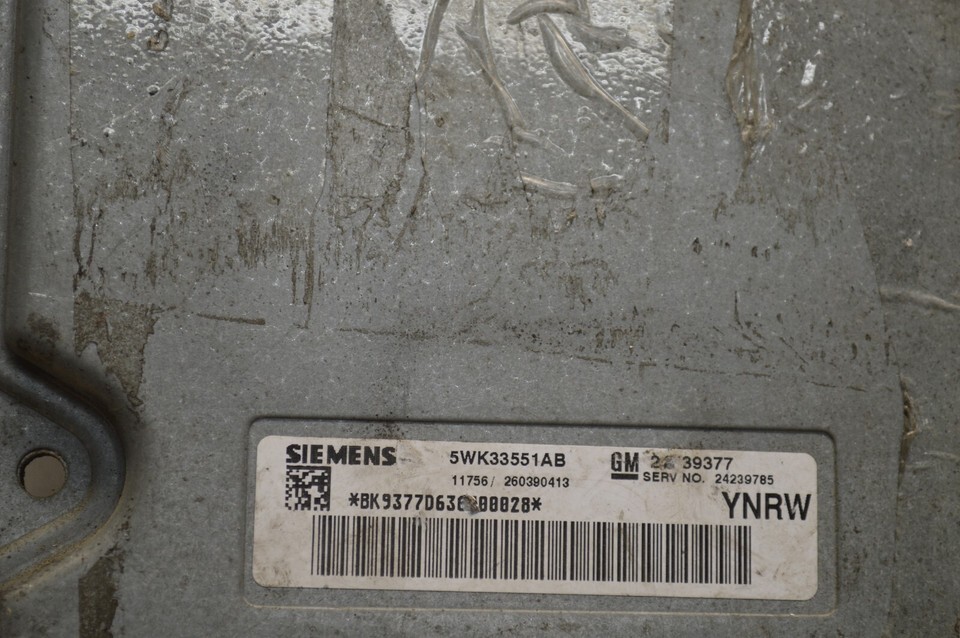 SIEMENS 5WK33551AB GM
SERV NO. 24239785
11756 / 260390413
YNRW